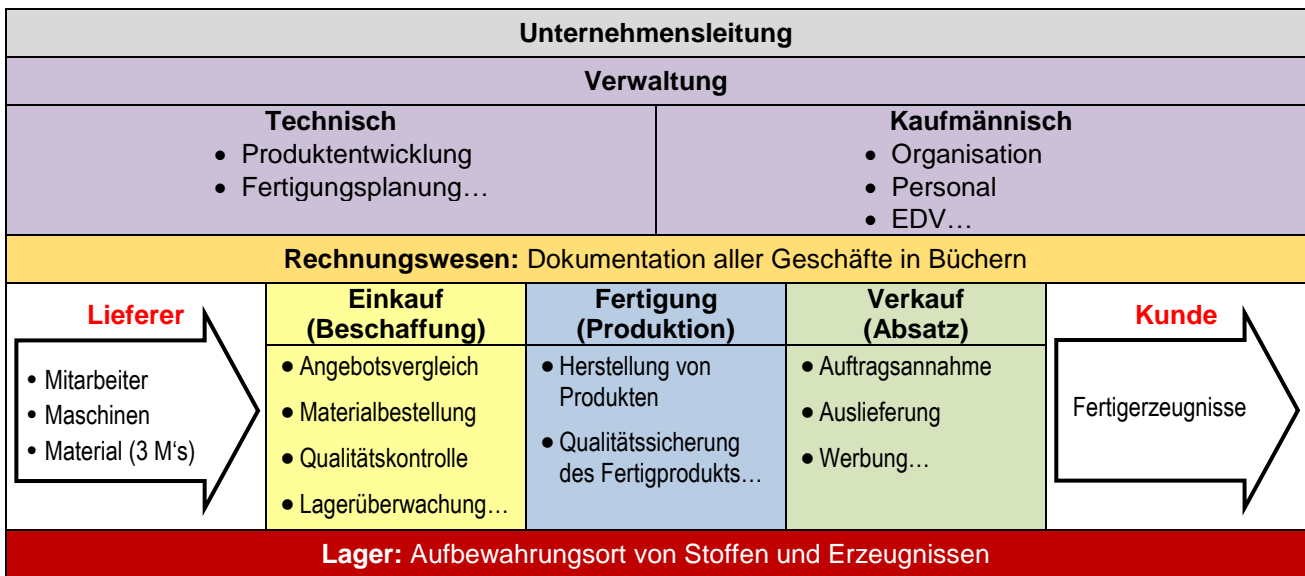 Unternehmensleitung
Verwaltung
Technisch
• Produktentwicklung
• Fertigungsplanung…
Kaufmännisch
• Organisation
• Personal
• EDV…
Rechnungswesen: Dokumentation aller Geschäfte in Büchern
Lieferer
• Mitarbeiter
• Maschinen
• Material (3 M‘s)
Einkauf
(Beschaffung)
• Angebotsvergleich
• Materialbestellung
• Qualitätskontrolle
• Lagerüberwachung…
Fertigung
(Produktion)
• Herstellung von
Produkten
• Qualitätssicherung
des Fertigprodukts…
Verkauf
(Absatz)
• Auftragsannahme
• Auslieferung
• Werbung…
Kunde
Fertigerzeugnisse
Lager: Aufbewahrungsort von Stoffen und Erzeugnissen